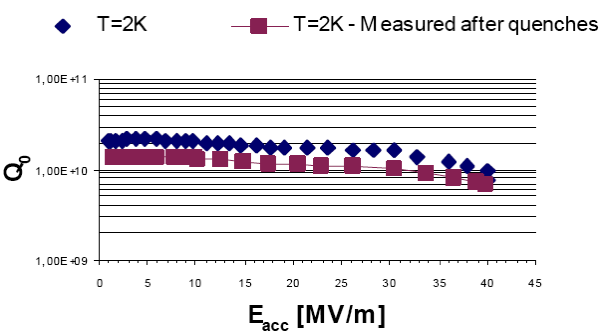 T=2K T=2K - Measured after quenches
1,00E+11
1,00E+10
1,00E+09
Q0
0 5 10 15 20 25 30 35 40 45
Eacc [MV/m]